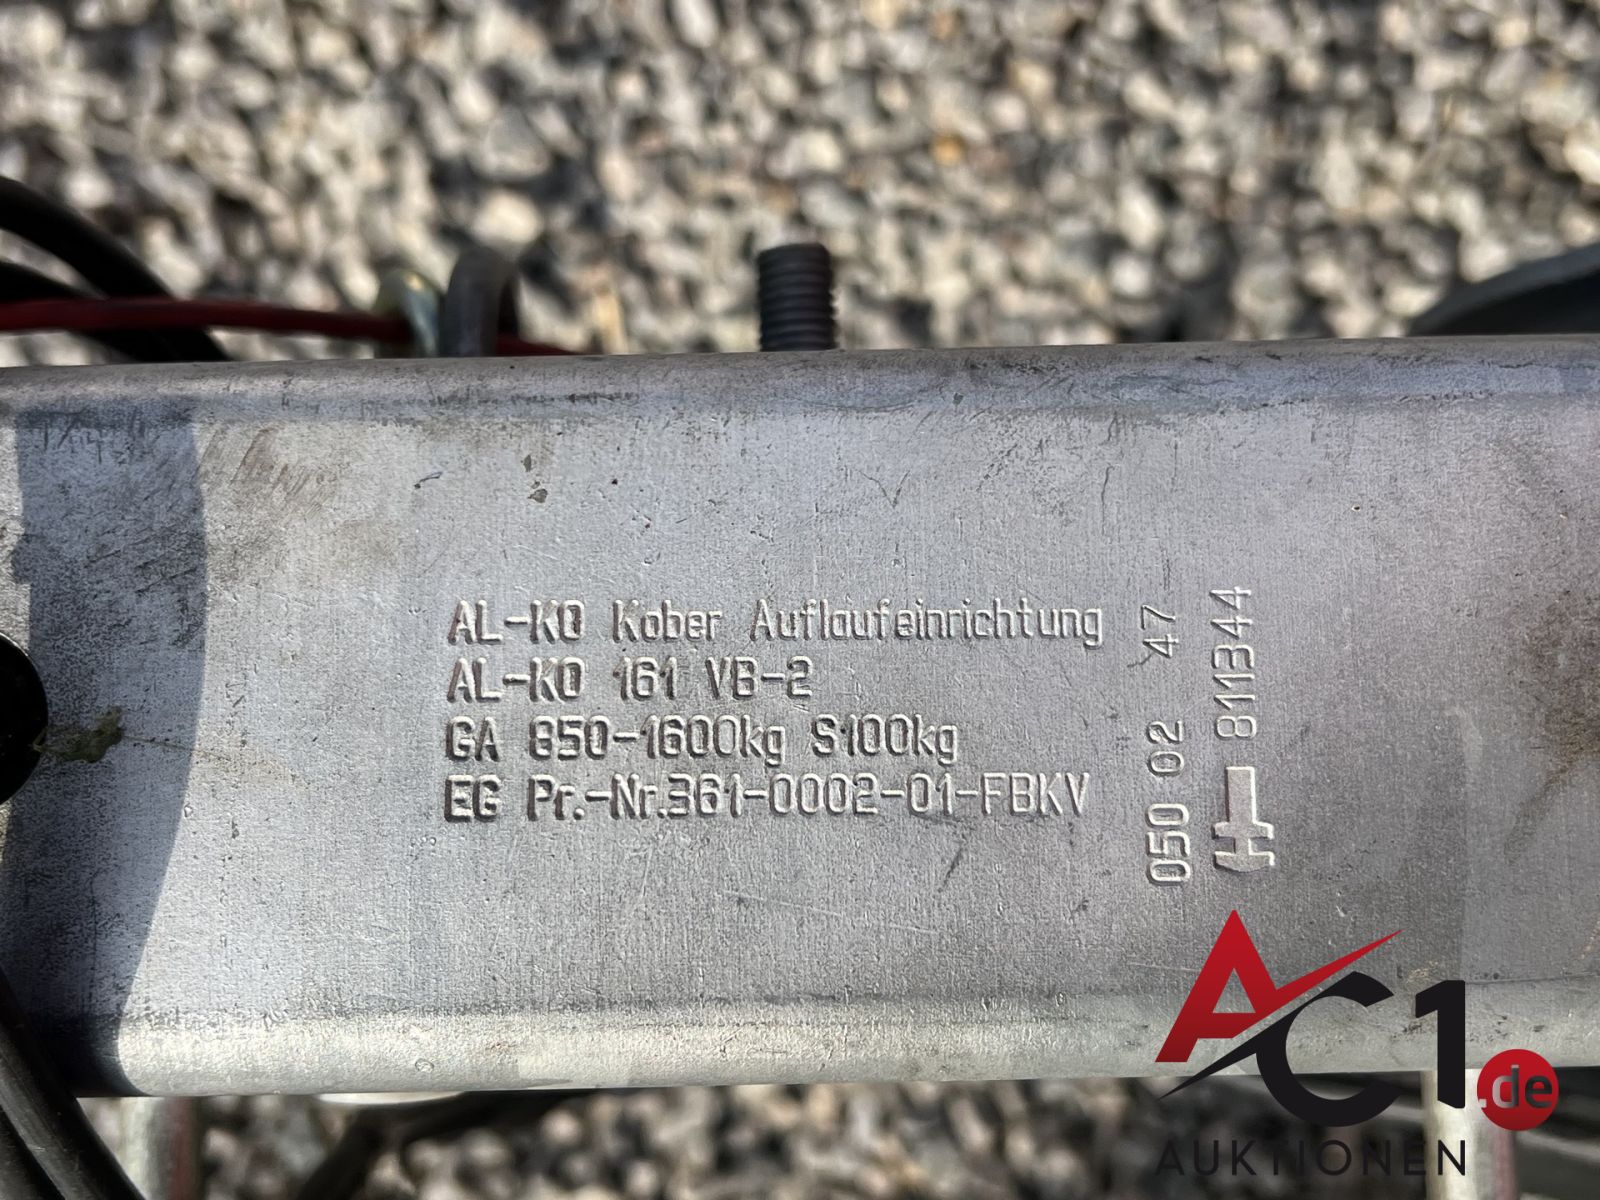 AL-KO Kober Auflaufeinrichtung
AL-KO 161 VB-2
GA 850-1600kg S100kg
EG Pr.-Nr.361-0002-01-FBKV
050 02 47
811344
AC1.de
AUKTIONEN